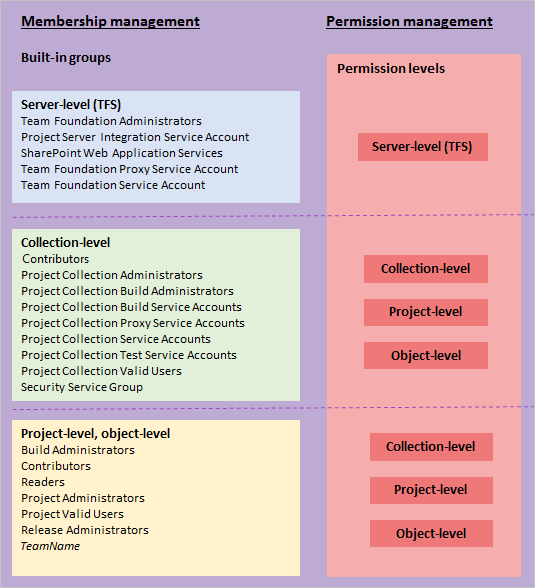 Membership management
Permission management
Built-in groups
Permission levels
Server-level (TFS)
Team Foundation Administrators
Project Server Integration Service Account
SharePoint Web Application Services
Team Foundation Proxy Service Account
Team Foundation Service Account
Server-level (TFS)
Collection-level
Contributors
Project Collection Administrators
Project Collection Build Administrators
Project Collection Build Service Accounts
Project Collection Proxy Service Accounts
Project Collection Service Accounts
Project Collection Test Service Accounts
Project Collection Valid Users
Security Service Group
Collection-level
Project-level
Object-level
Project-level, object-level
Build Administrators
Contributors
Readers
Project Administrators
Project Valid Users
Release Administrators
TeamName
Collection-level
Project-level
Object-level